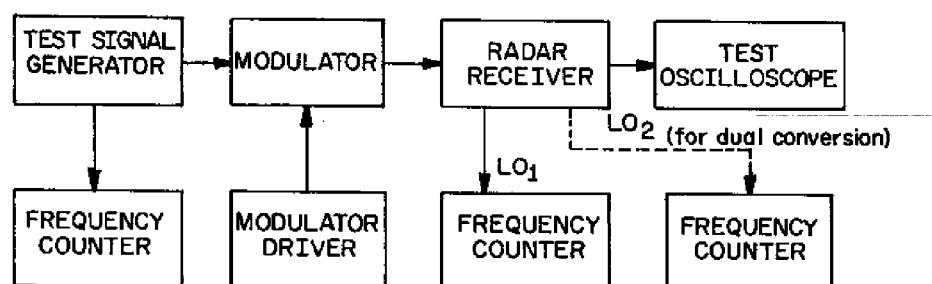 TEST SIGNAL
GENERATOR
MODULATOR
RADAR
RECEIVER
TEST
OSCILLOSCOPE
LO2 (for dual conversion)
LO1
FREQUENCY
COUNTER
MODULATOR
DRIVER
FREQUENCY
COUNTER
FREQUENCY
COUNTER